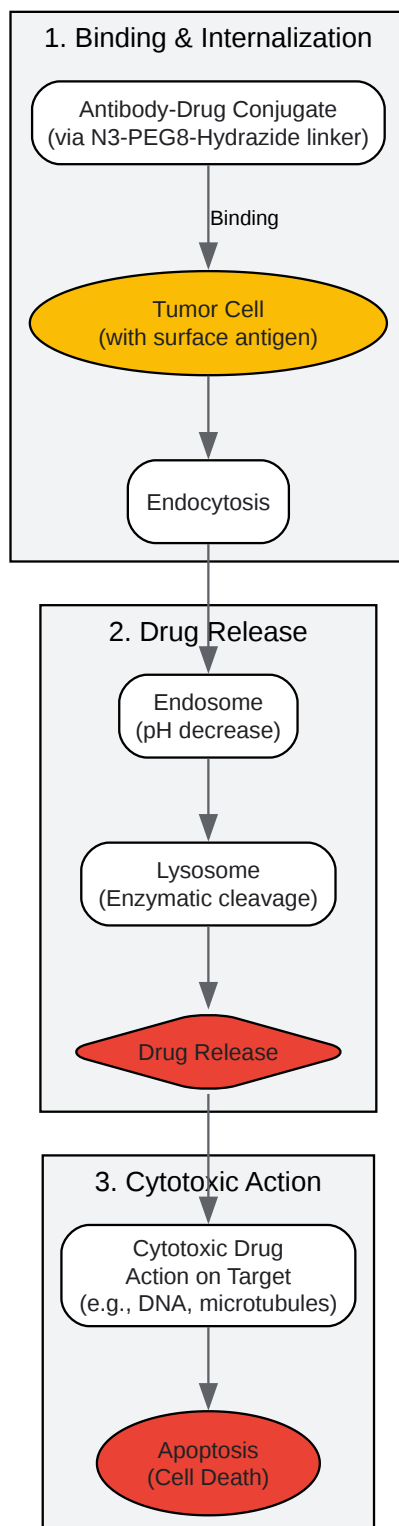 1. Binding & Internalization
Antibody-Drug Conjugate
(via N3-PEG8-Hydrazide linker)
Binding
Tumor Cell
(with surface antigen)
Endocytosis
2. Drug Release
Endosome
(pH decrease)
Lysosome
(Enzymatic cleavage)
Drug Release
3. Cytotoxic Action
Cytotoxic Drug
Action on Target
(e.g., DNA, microtubules)
Apoptosis
(Cell Death)